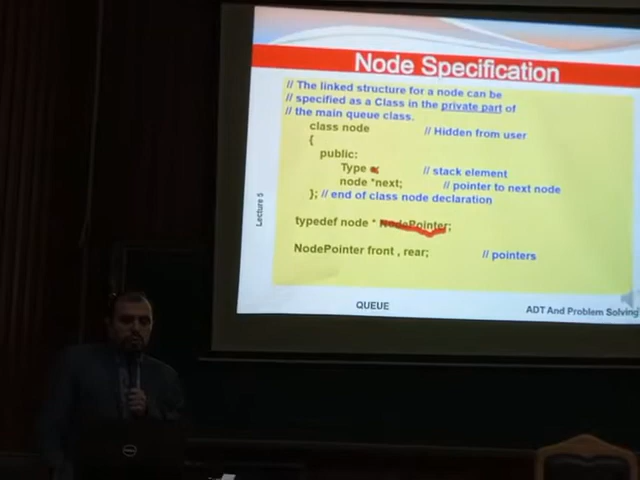 Node Specification
// The linked structure for a node can be
// specified as a Class in the private part of
// the main queue class.
class node // Hidden from user
{
public:
Type // stack element
node *next; // pointer to next node
}; // end of class node declaration
typedef node * NodePointer;
NodePointer front , rear; // pointers
Lecture 5
QUEUE
ADT And Problem Solving
DELL